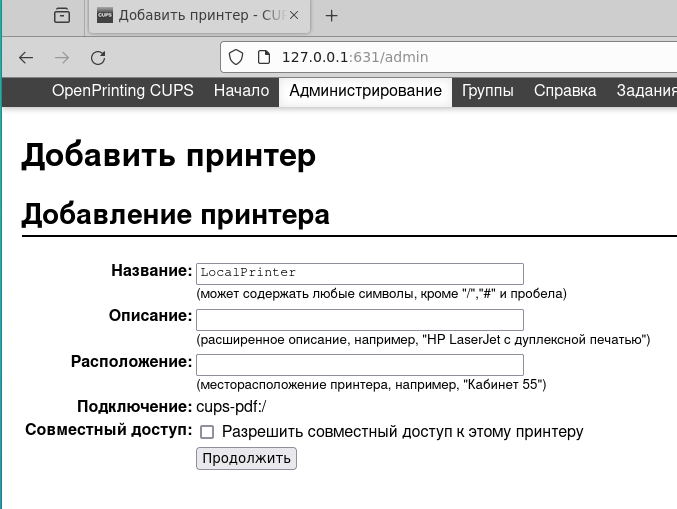 CUPS Добавить принтер - CU
127.0.0.1:631/admin
OpenPrinting CUPS Начало Администрирование Группы Справка Задания
Добавить принтер
Добавление принтера
Название: LocalPrinter
(может содержать любые символы, кроме "/","#" и пробела)
Описание:
(расширенное описание, например, "HP LaserJet с дуплексной печатью")
Расположение:
(месторасположение принтера, например, "Кабинет 55")
Подключение: cups-pdf:/
Совместный доступ: Разрешить совместный доступ к этому принтеру
Продолжить